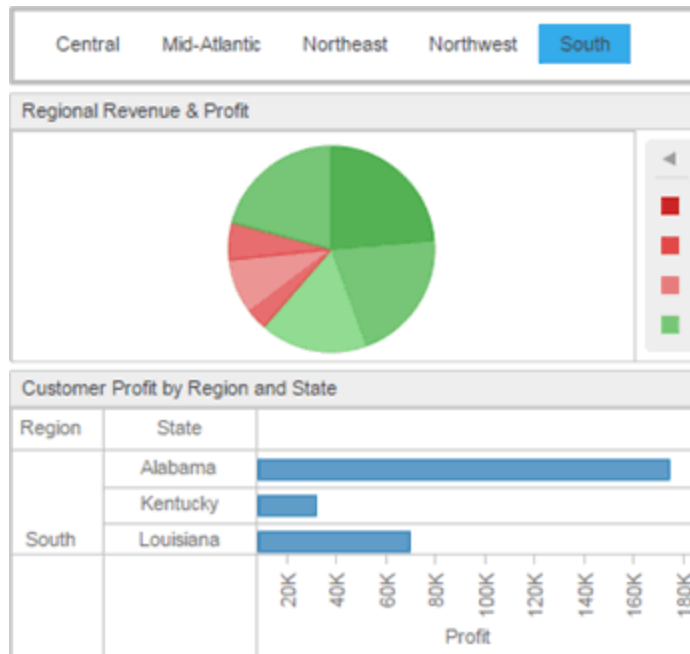 Central Mid-Atlantic Northeast Northwest South
Regional Revenue & Profit
Customer Profit by Region and State
Region State
Alabama
Kentucky
South Louisiana
20K 40K 60K 80K 100K 120K 140K 160K 180K
Profit